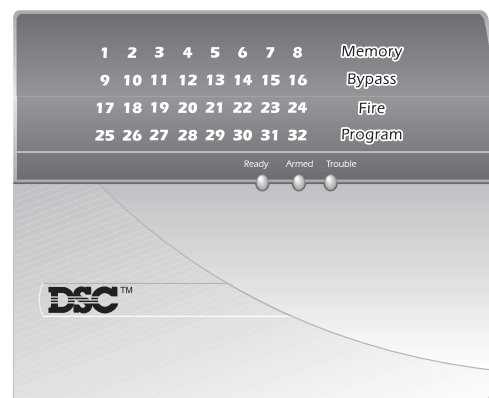 1 2 3 4 5 6 7 8 Memory
9 10 11 12 13 14 15 16 Bypass
17 18 19 20 21 22 23 24 Fire
25 26 27 28 29 30 31 32 Program
Ready Armed Trouble
DSC™